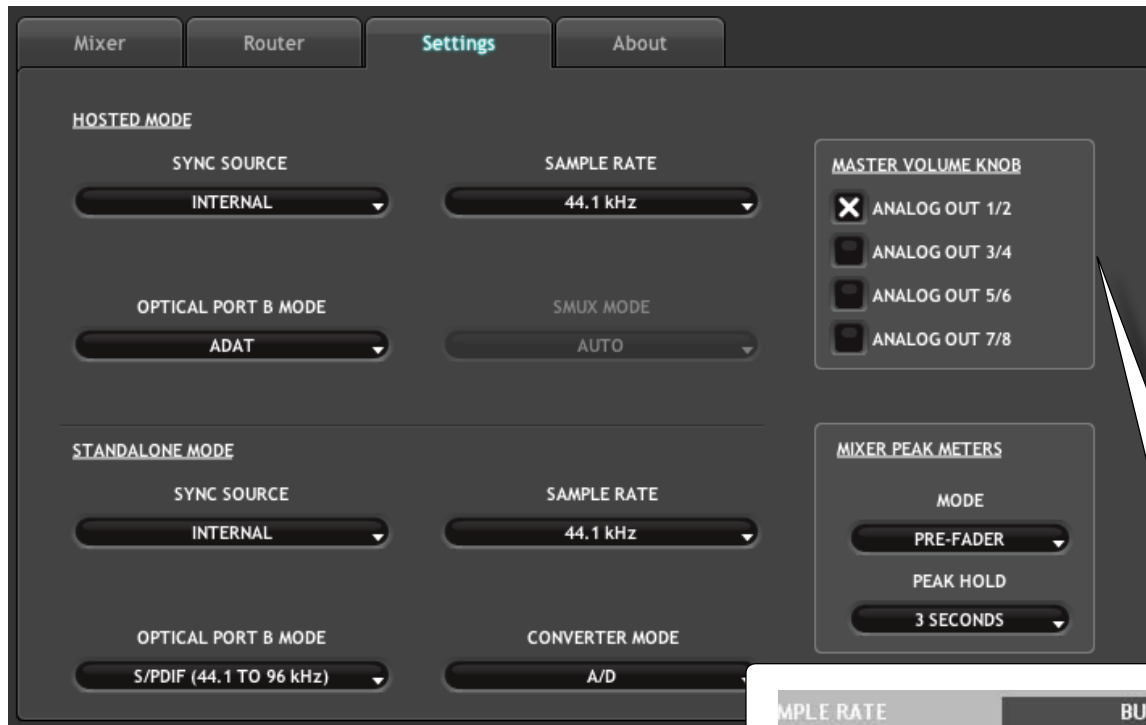 Mixer
Router
Settings
About
HOSTED MODE
SYNC SOURCE
INTERNAL
SAMPLE RATE
44.1 kHz
OPTICAL PORT B MODE
ADAT
SMUX MODE
AUTO
MASTER VOLUME KNOB
ANALOG OUT 1/2
ANALOG OUT 3/4
ANALOG OUT 5/6
ANALOG OUT 7/8
STANDALONE MODE
SYNC SOURCE
INTERNAL
SAMPLE RATE
44.1 kHz
OPTICAL PORT B MODE
S/PDIF (44.1 TO 96 kHz)
CONVERTER MODE
A/D
MIXER PEAK METERS
MODE
PRE-FADER
PEAK HOLD
3 SECONDS
MPLE RATE
BU